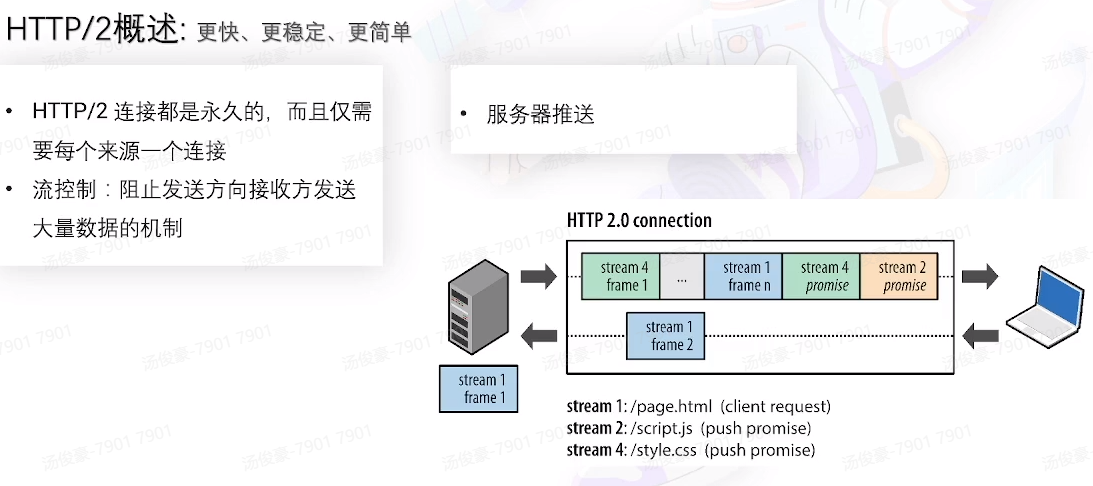 HTTP/2概述: 更快、更稳定、更简单
• HTTP/2 连接都是永久的，而且仅需
要每个来源一个连接
• 流控制：阻止发送方向接收方发送
大量数据的机制
• 服务器推送
HTTP 2.0 connection
stream 4
frame 1
...
stream 1
frame n
stream 4
promise
stream 2
promise
stream 1
frame 2
stream 1
frame 1
stream 1: /page.html (client request)
stream 2: /script.js (push promise)
stream 4: /style.css (push promise)
汤俊豪-7901 7901